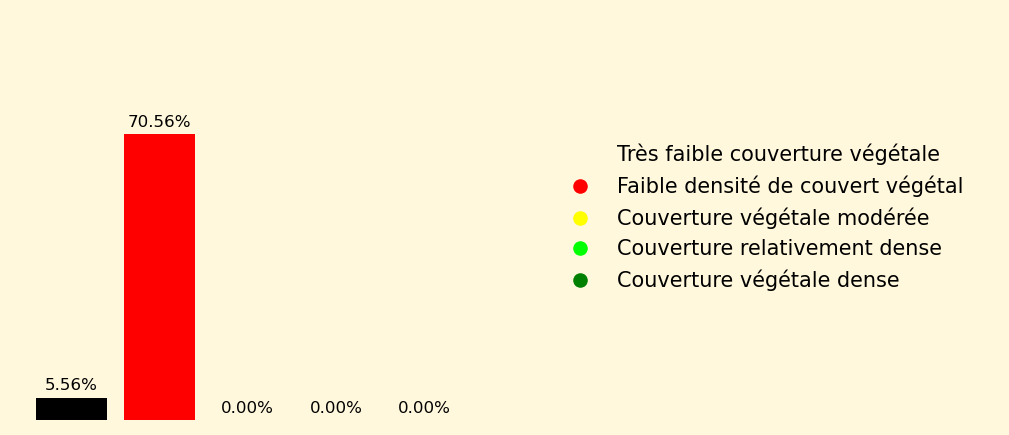 70.56%
5.56%
0.00%
0.00%
0.00%
Très faible couverture végétale
Faible densité de couvert végétal
Couverture végétale modérée
Couverture relativement dense
Couverture végétale dense